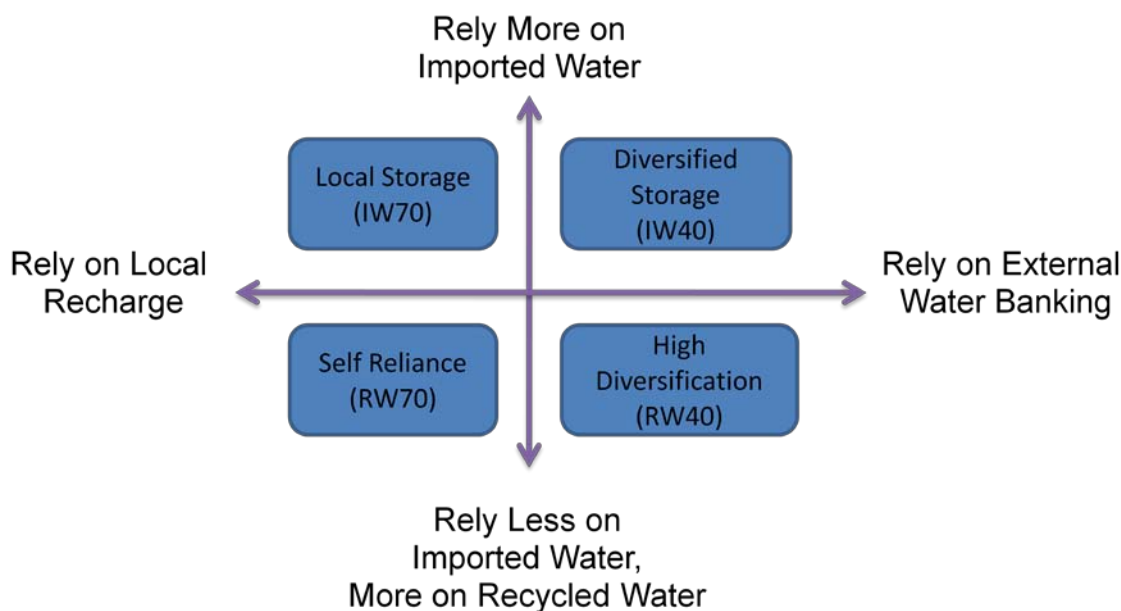 Rely More on
Imported Water
Local Storage
(IW70)
Diversified
Storage
(IW40)
Rely on Local
Recharge
Rely on External
Water Banking
Self Reliance
(RW70)
High
Diversification
(RW40)
Rely Less on
Imported Water,
More on Recycled Water